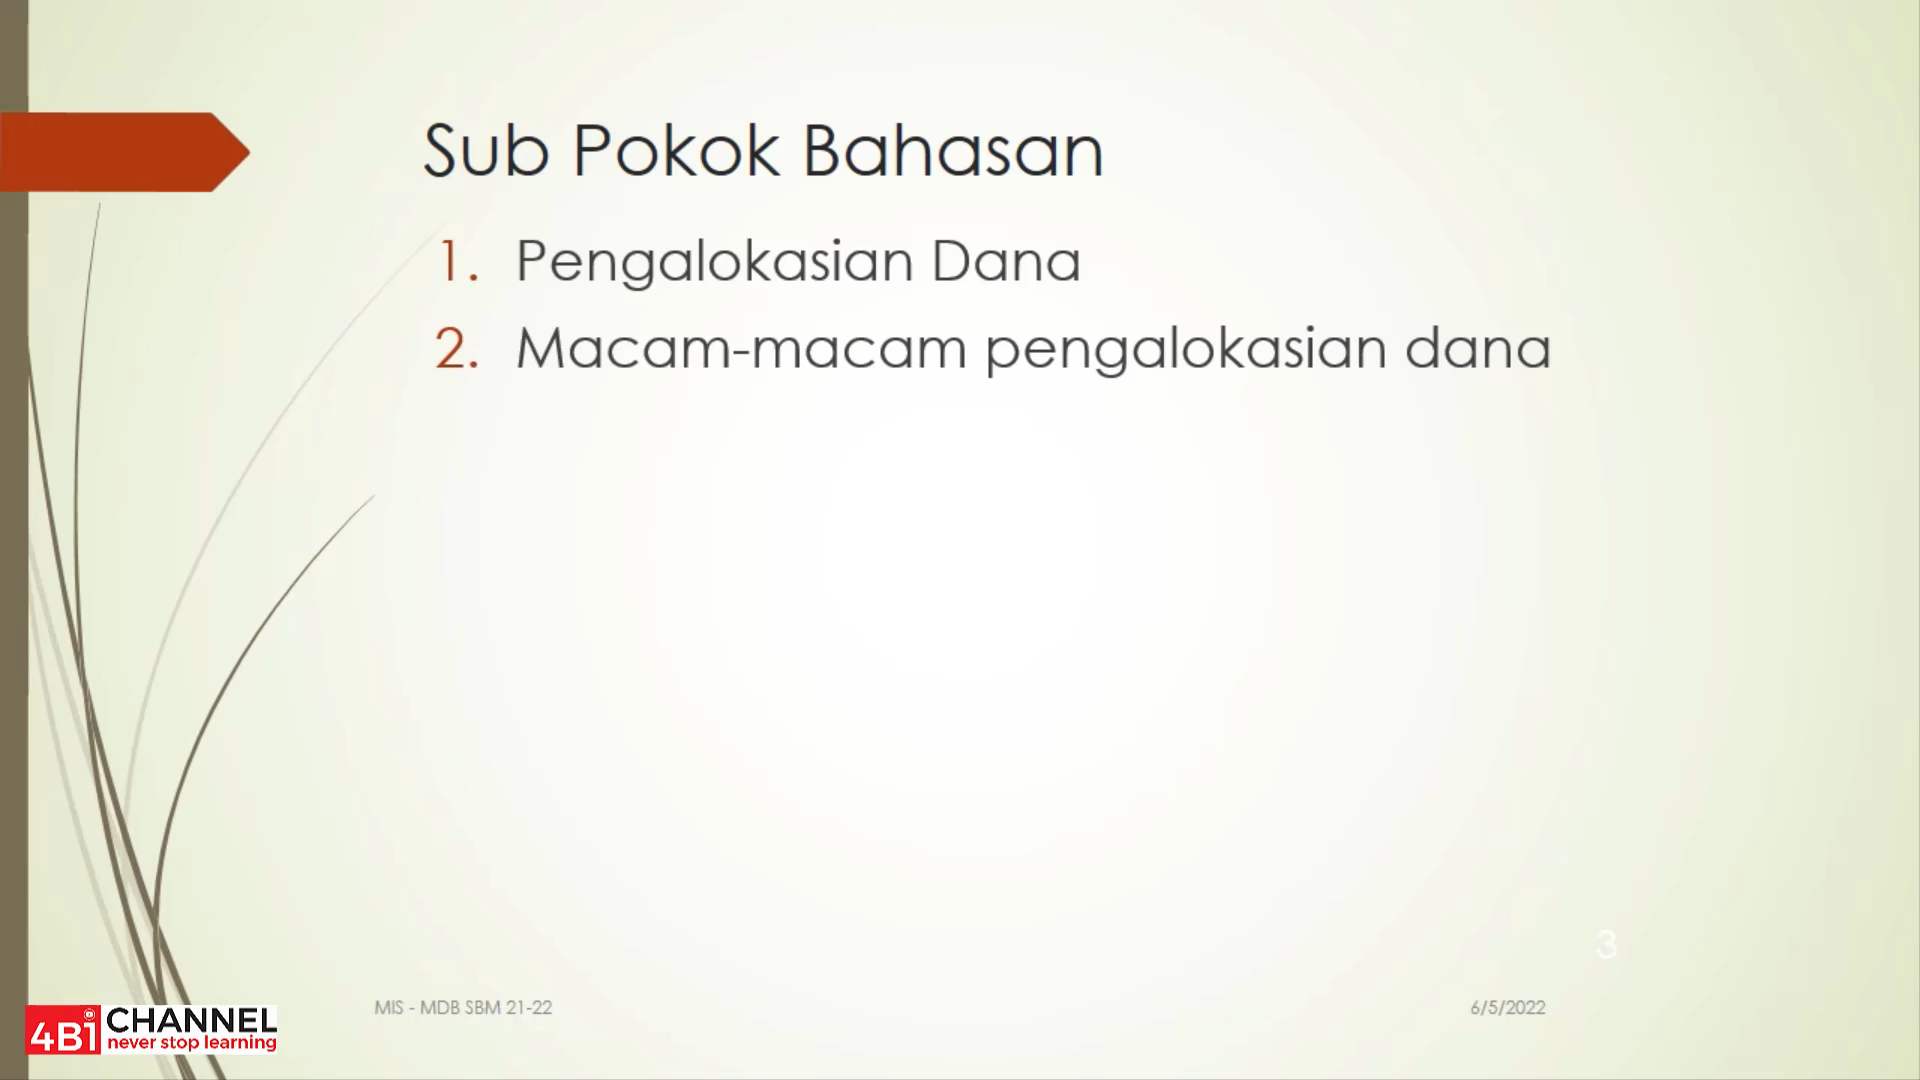 Sub Pokok Bahasan
1. Pengalokasian Dana
2. Macam-macam pengalokasian dana
3
MIS - MDB SBM 21-22
6/5/2022
4Bi CHANNEL
never stop learning